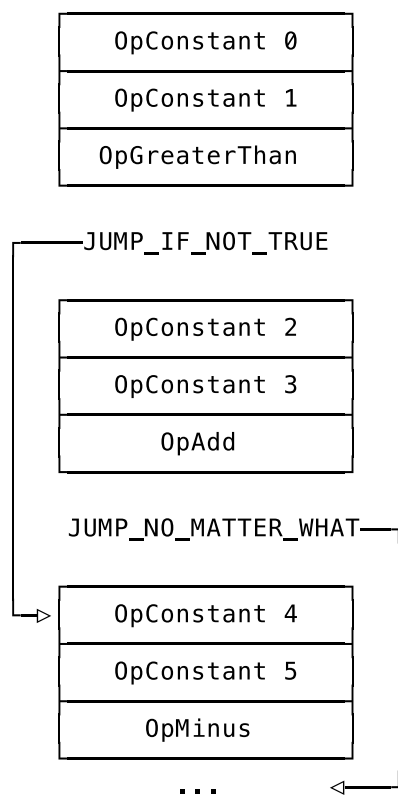 OpConstant 0
OpConstant 1
OpGreaterThan
JUMP_IF_NOT_TRUE
OpConstant 2
OpConstant 3
OpAdd
JUMP_NO_MATTER_WHAT
OpConstant 4
OpConstant 5
OpMinus
...